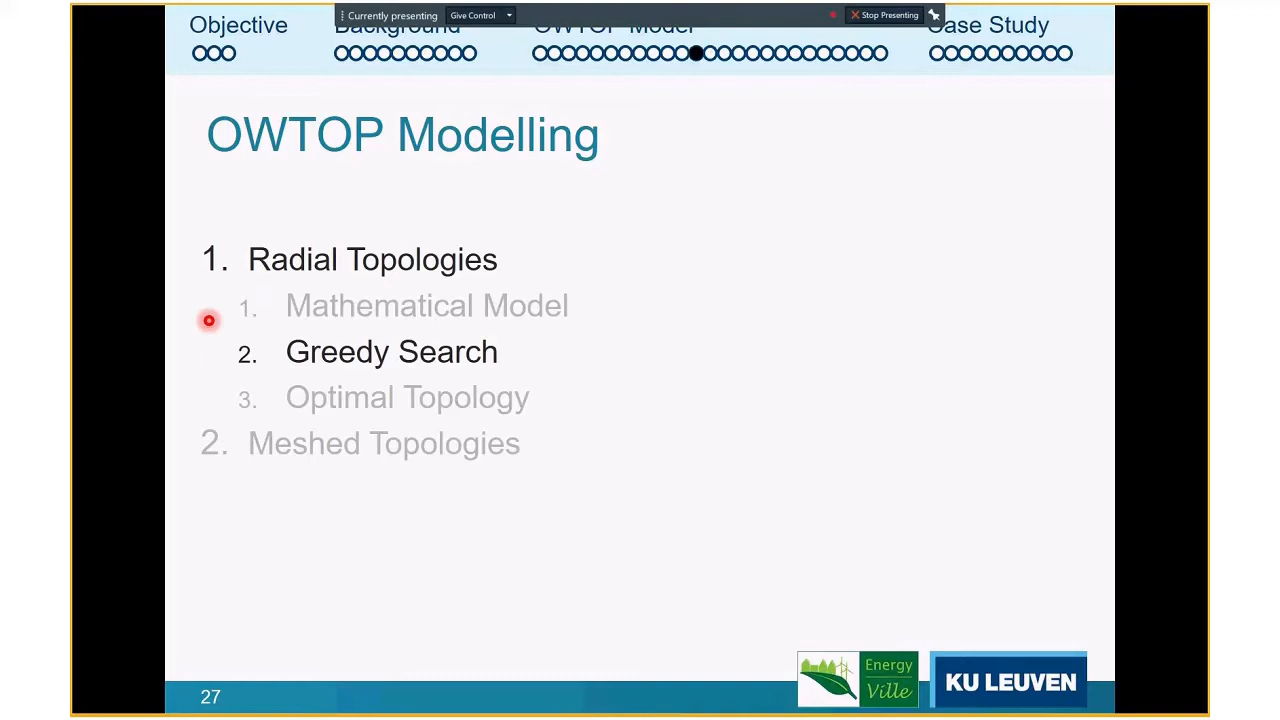 Currently presenting
Give Control
Stop Presenting
Objective
Background
OWTOP Model
Case Study
OWTOP Modelling
1. Radial Topologies
1. Mathematical Model
2. Greedy Search
3. Optimal Topology
2. Meshed Topologies
27
Energy
Ville
KU LEUVEN